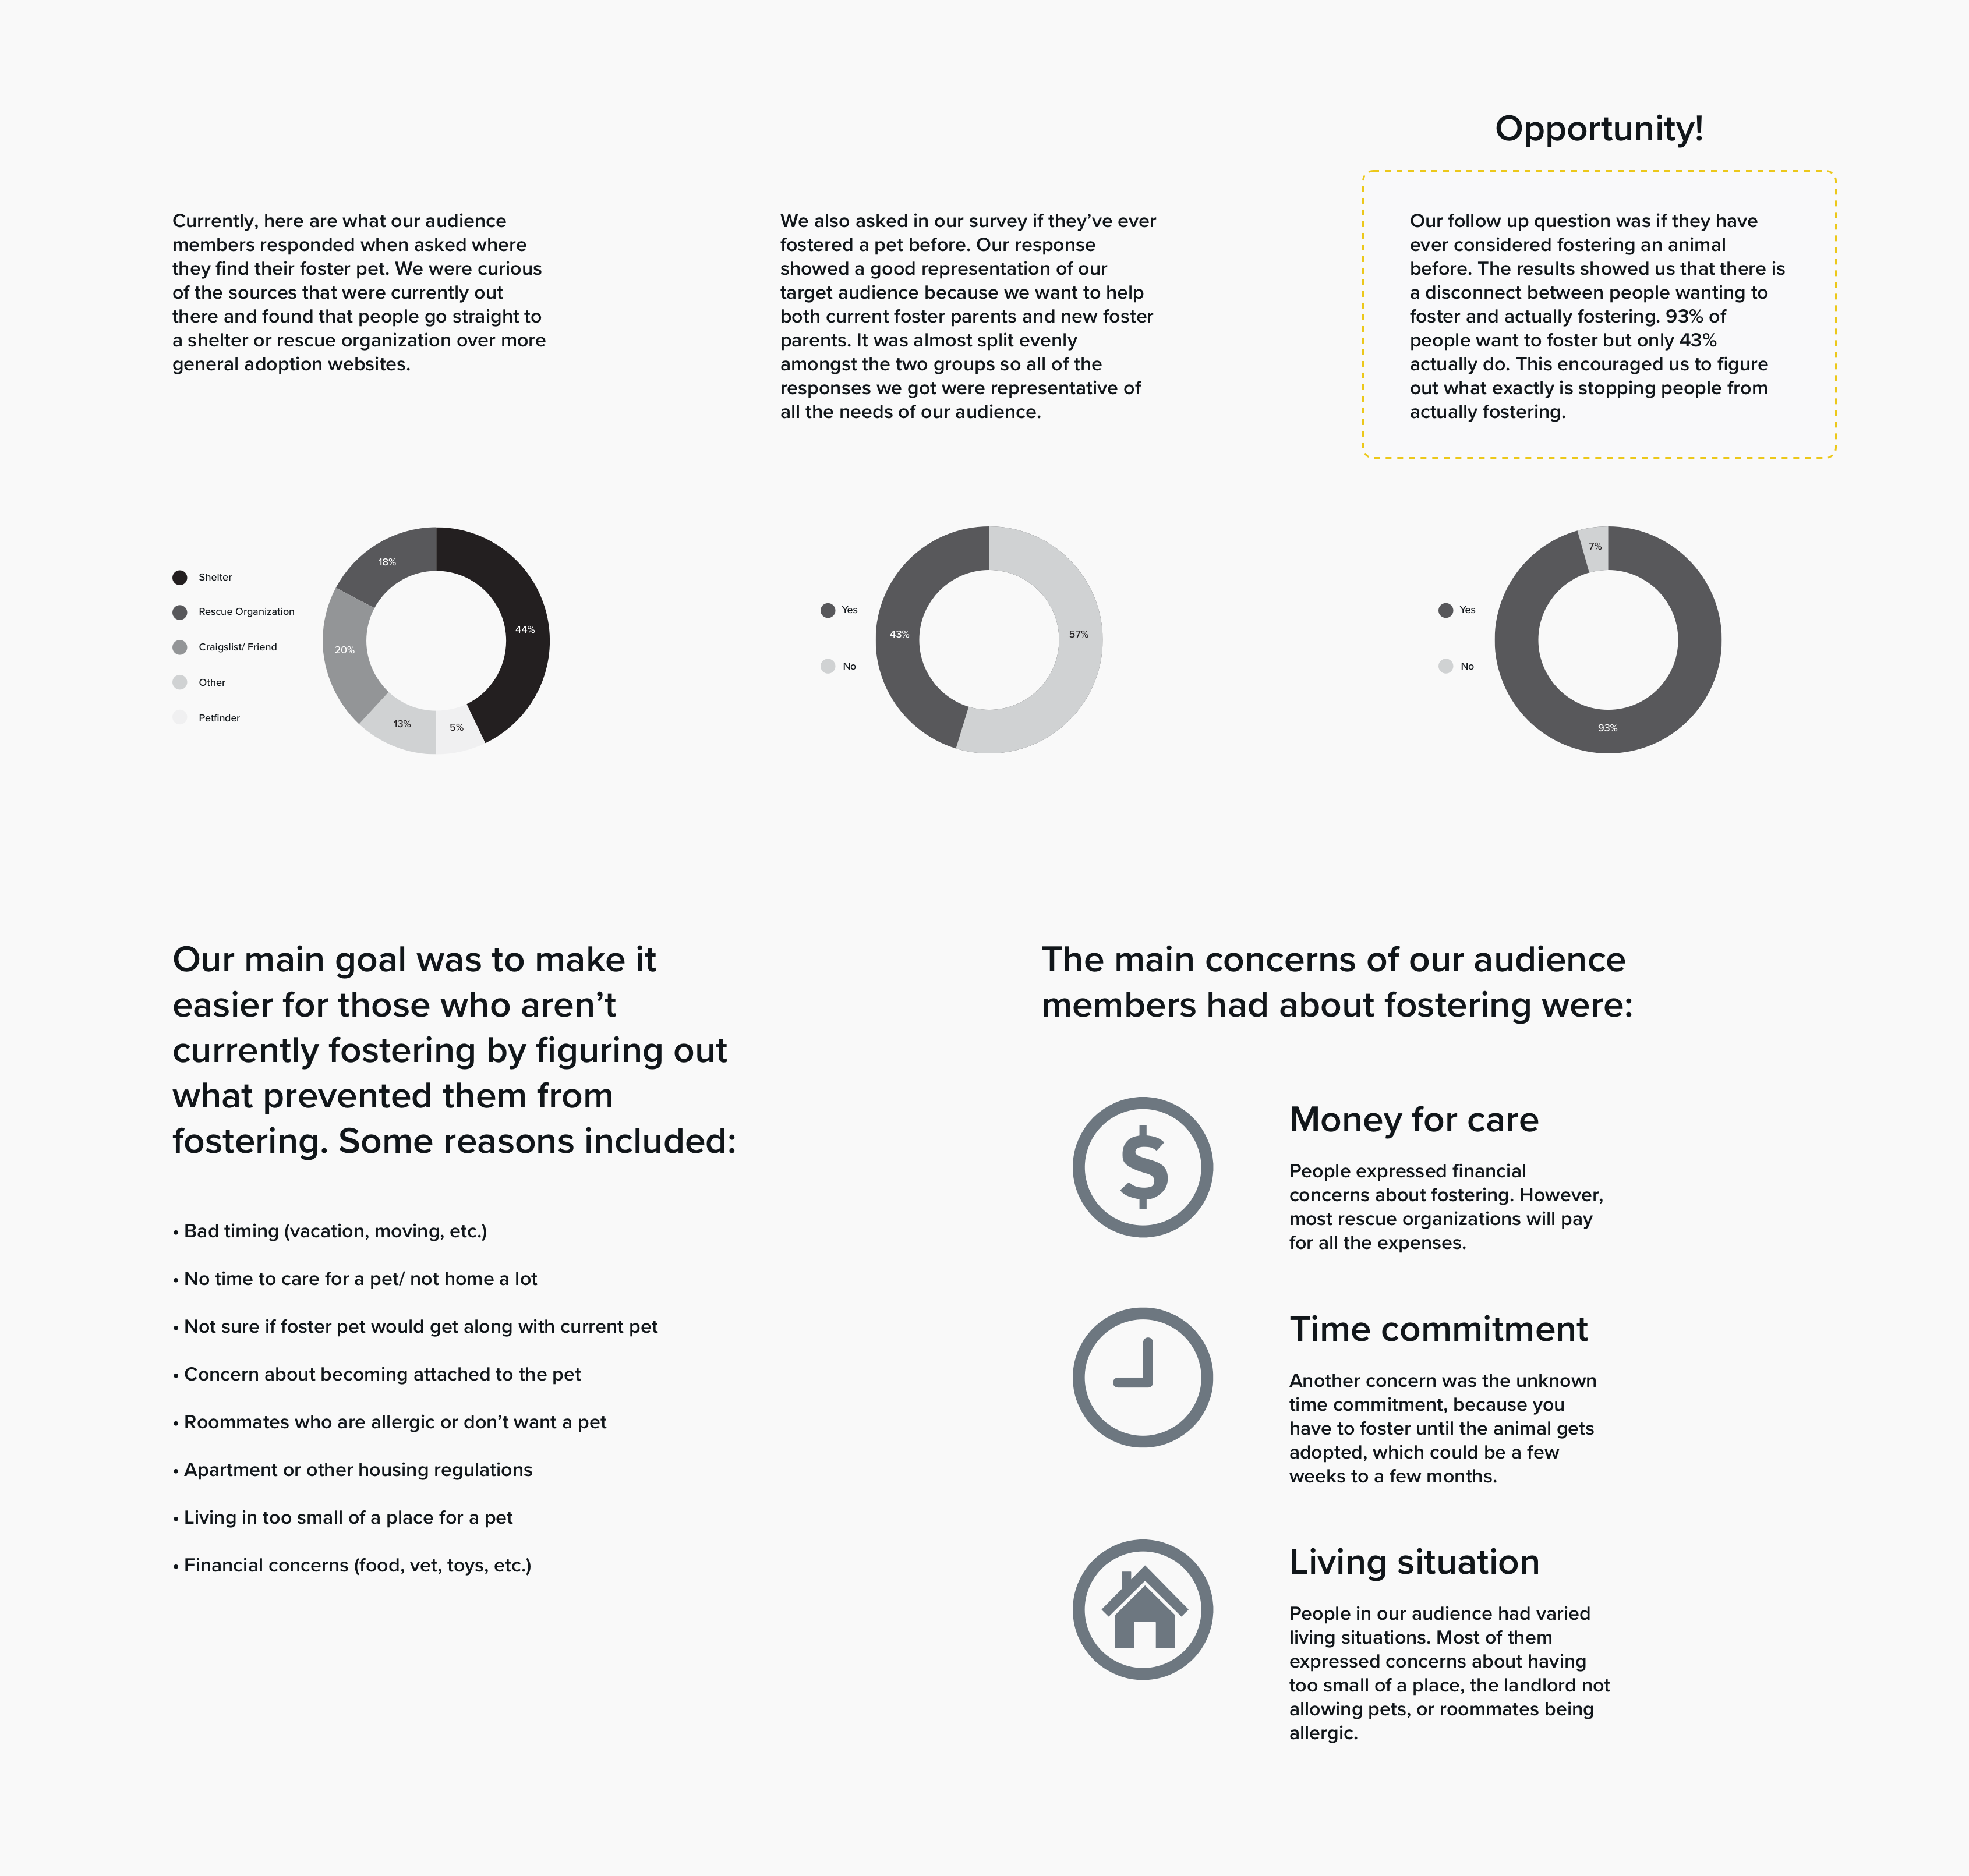 Opportunity!
Currently, here are what our audience
members responded when asked where
they find their foster pet. We were curious
of the sources that were currently out
there and found that people go straight to
a shelter or rescue organization over more
general adoption websites.
We also asked in our survey if they’ve ever
fostered a pet before. Our response
showed a good representation of our
target audience because we want to help
both current foster parents and new foster
parents. It was almost split evenly
amongst the two groups so all of the
responses we got were representative of
all the needs of our audience.
Our follow up question was if they have
ever considered fostering an animal
before. The results showed us that there is
a disconnect between people wanting to
foster and actually fostering. 93% of
people want to foster but only 43%
actually do. This encouraged us to figure
out what exactly is stopping people from
actually fostering.
Shelter
Rescue Organization
Craigslist/ Friend
Other
Petfinder
18%
44%
20%
13%
5%
Yes
No
43%
57%
Yes
No
7%
93%
Our main goal was to make it
easier for those who aren’t
currently fostering by figuring out
what prevented them from
fostering. Some reasons included:
• Bad timing (vacation, moving, etc.)
• No time to care for a pet/ not home a lot
• Not sure if foster pet would get along with current pet
• Concern about becoming attached to the pet
• Roommates who are allergic or don’t want a pet
• Apartment or other housing regulations
• Living in too small of a place for a pet
• Financial concerns (food, vet, toys, etc.)
The main concerns of our audience
members had about fostering were:
$
Money for care
People expressed financial
concerns about fostering. However,
most rescue organizations will pay
for all the expenses.
Time commitment
Another concern was the unknown
time commitment, because you
have to foster until the animal gets
adopted, which could be a few
weeks to a few months.
Living situation
People in our audience had varied
living situations. Most of them
expressed concerns about having
too small of a place, the landlord not
allowing pets, or roommates being
allergic.